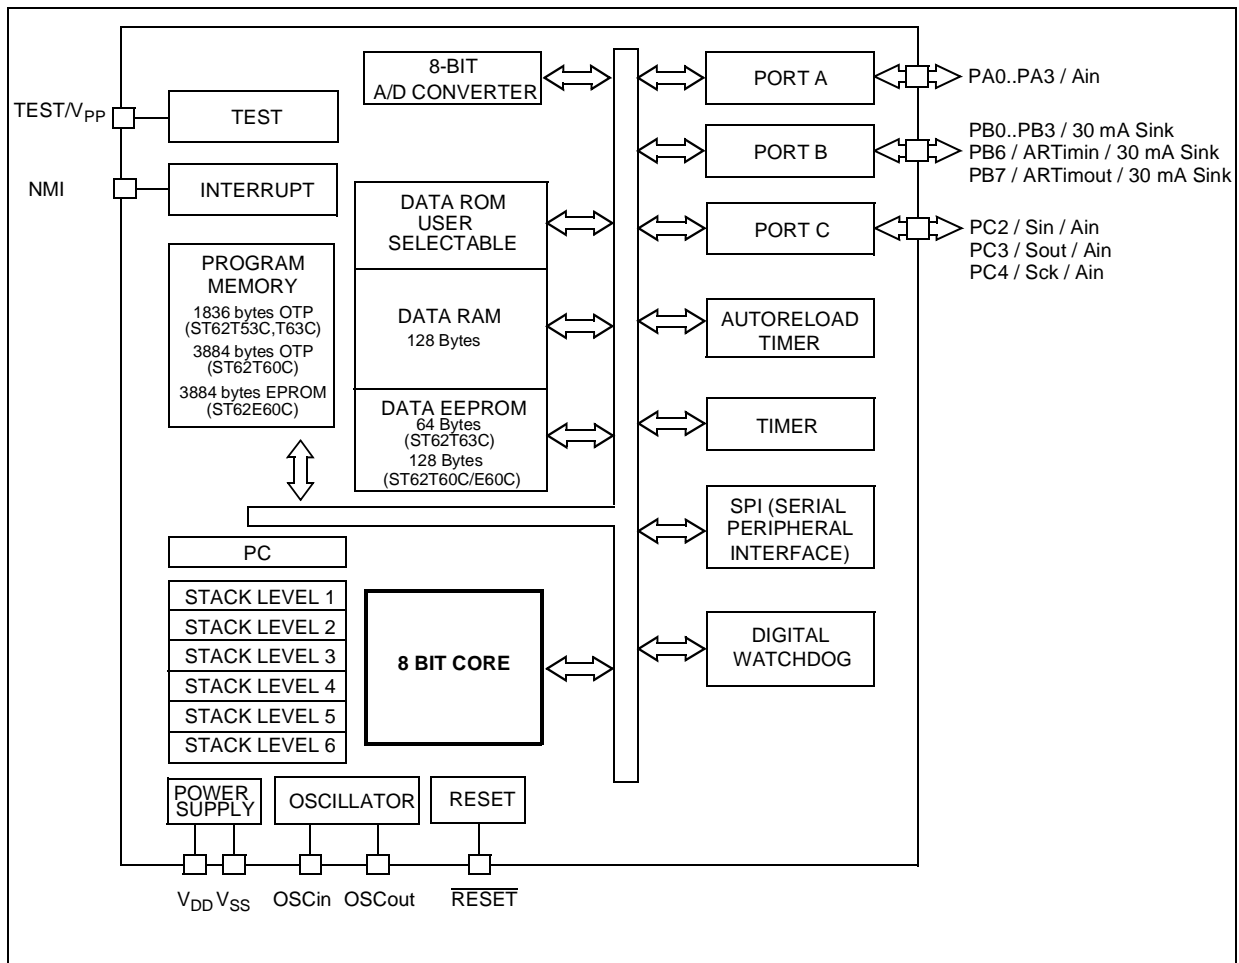 8-BIT
A/D CONVERTER
PORT A
PA0..PA3 / Ain
TEST/VPP
TEST
PORT B
PB0..PB3 / 30 mA Sink
PB6 / ARTimin / 30 mA Sink
PB7 / ARTimout / 30 mA Sink
NMI
INTERRUPT
DATA ROM
USER
SELECTABLE
PORT C
PC2 / Sin / Ain
PC3 / Sout / Ain
PC4 / Sck / Ain
PROGRAM
MEMORY
1836 bytes OTP
(ST62T53C,T63C)
3884 bytes OTP
(ST62T60C)
3884 bytes EPROM
(ST62E60C)
DATA RAM
128 Bytes
AUTORELOAD
TIMER
DATA EEPROM
64 Bytes
(ST62T63C)
128 Bytes
(ST62T60C/E60C)
TIMER
SPI (SERIAL
PERIPHERAL
INTERFACE)
PC
STACK LEVEL 1
STACK LEVEL 2
STACK LEVEL 3
STACK LEVEL 4
STACK LEVEL 5
STACK LEVEL 6
8 BIT CORE
DIGITAL
WATCHDOG
POWER
SUPPLY
OSCILLATOR
RESET
VDD VSS
OSCin
OSCout
RESET